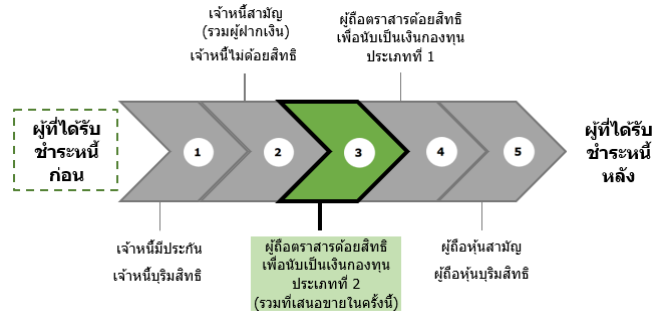 เจ้าหนี้สามัญ
(รวมผู้ฝากเงิน)
เจ้าหนี้ไม่ด้อยสิทธิ
ผู้ถือตราสารด้อยสิทธิ
เพื่อนับเป็นเงินกองทุน
ประเภทที่ 1
ผู้ที่ได้รับ
ชำระหนี้
ก่อน
1
2
3
4
5
ผู้ที่ได้รับ
ชำระหนี้
หลัง
เจ้าหนี้มีประกัน
เจ้าหนี้บุริมสิทธิ
ผู้ถือตราสารด้อยสิทธิ
เพื่อนับเป็นเงินกองทุน
ประเภทที่ 2
(รวมที่เสนอขายในครั้งนี้)
ผู้ถือหุ้นสามัญ
ผู้ถือหุ้นบุริมสิทธิ